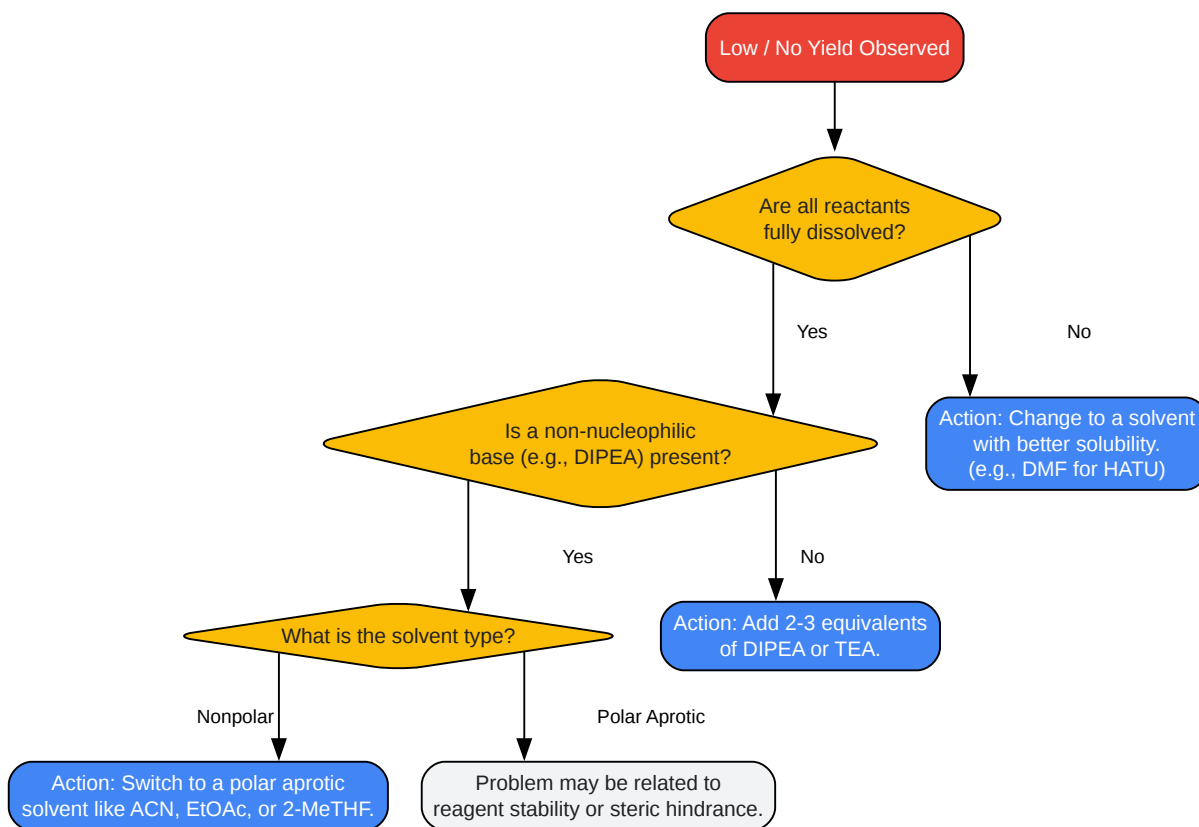 Low / No Yield Observed
Are all reactants
fully dissolved?
Yes
No
Action: Change to a solvent
with better solubility.
(e.g., DMF for HATU)
Is a non-nucleophilic
base (e.g., DIPEA) present?
Yes
No
Action: Add 2-3 equivalents
of DIPEA or TEA.
What is the solvent type?
Nonpolar
Polar Aprotic
Action: Switch to a polar aprotic
solvent like ACN, EtOAc, or 2-MeTHF.
Problem may be related to
reagent stability or steric hindrance.